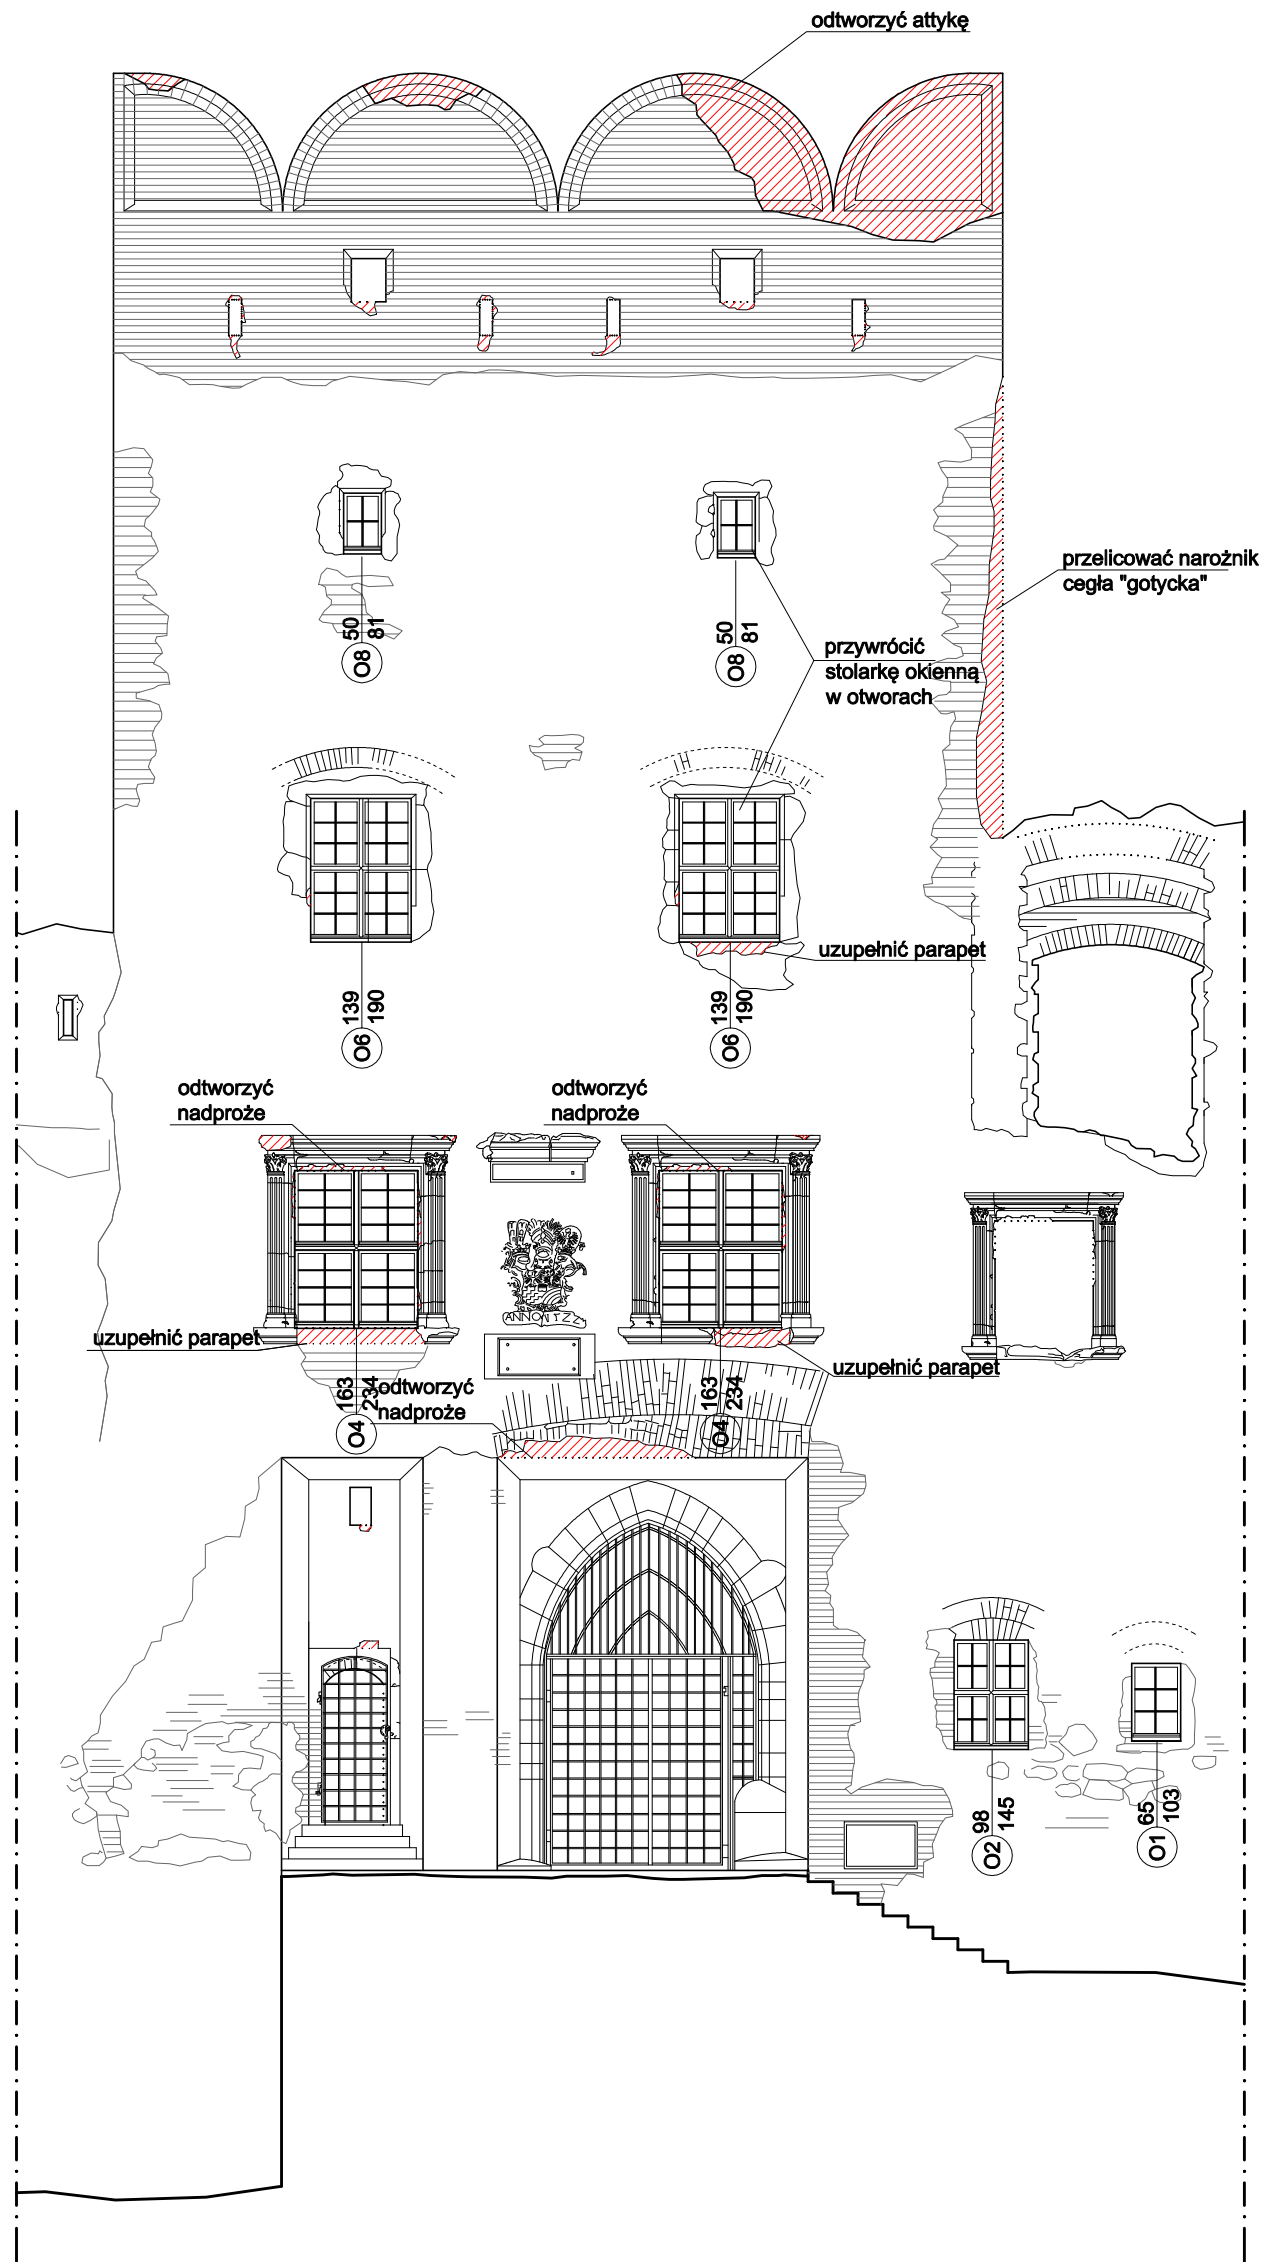 odtworzyć attykę
przelicować narożnik
cegła "gotycka"
50
81
O8
50
81
O8
przywrócić
stolarkę okienną
w otworach
uzupełnić parapet
139
190
O6
139
190
O6
odtworzyć
nadproże
odtworzyć
nadproże
uzupełnić parapet
uzupełnić parapet
163
234
O4
odtworzyć
nadproże
163
234
O4
98
145
O2
65
103
O1